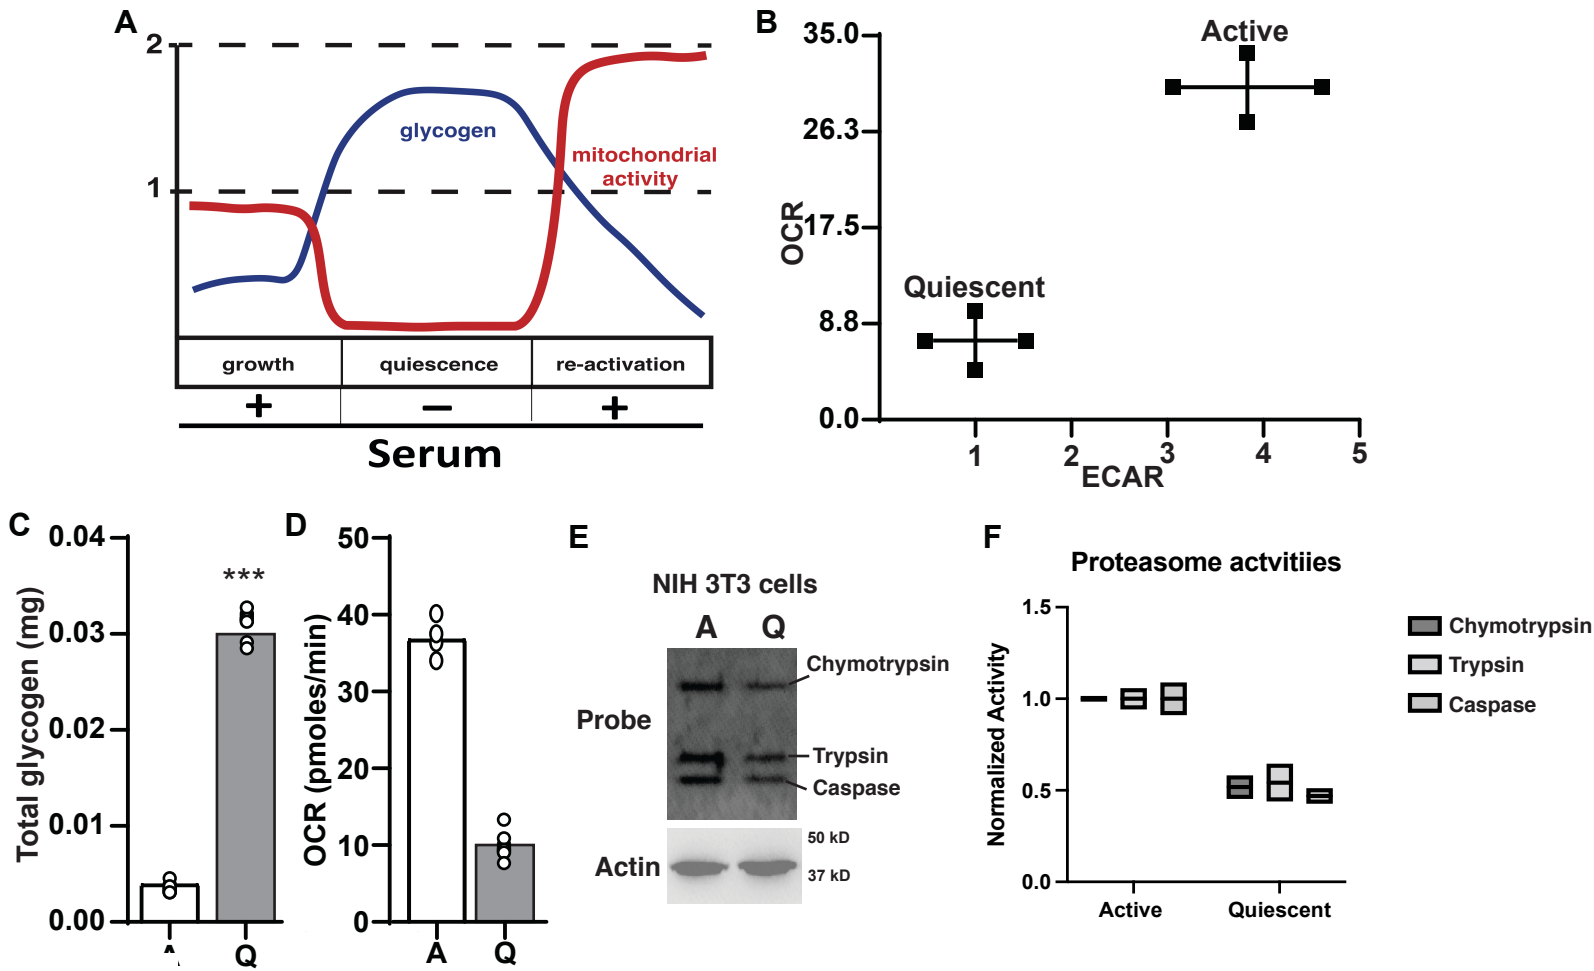 A
2
1
glycogen
mitochondrial
activity
growth quiescence re-activation
+ − +
Serum
B
35.0
26.3
17.5
8.8
0.0
OCR
Active
Quiescent
1 2 3 4 5
ECAR
C
0.04
0.03
0.02
0.01
0.00
Total glycogen (mg)
***
Q
D
50
40
30
20
10
0
OCR (pmoles/min)
A Q
E
NIH 3T3 cells
A Q
Probe
Chymotrypsin
Trypsin
Caspase
Actin
50 kD
37 kD
F
Proteasome actvitiies
1.5
1.0
0.5
0.0
Normalized Activity
Active Quiescent
Chymotrypsin
Trypsin
Caspase